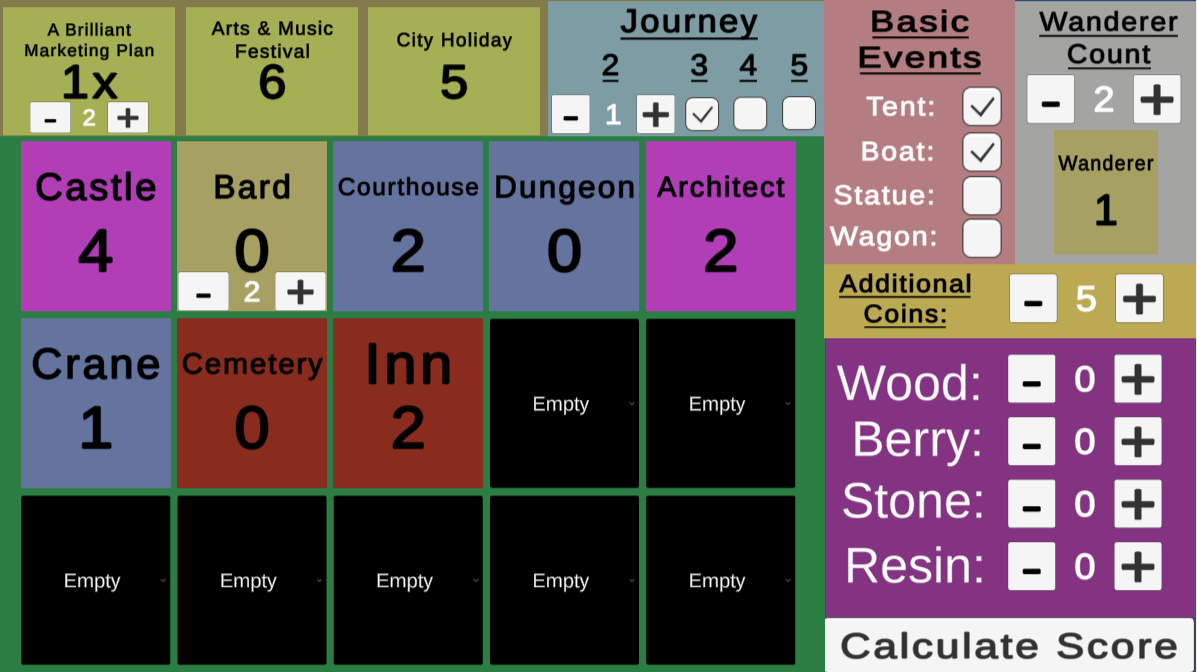 A Brilliant
Marketing Plan
1x
- 2 +
Arts & Music
Festival
6
City Holiday
5
Journey
2 3 4 5
- 1 +
Basic
Events
Tent:
Boat:
Statue:
Wagon:
Wanderer
Count
- 2 +
Wanderer
1
Castle
4
Bard
0
- 2 +
Courthouse
2
Dungeon
0
Architect
2
Additional
Coins:
- 5 +
Crane
1
Cemetery
0
Inn
2
Empty
Empty
Wood: - 0 +
Berry: - 0 +
Stone: - 0 +
Resin: - 0 +
Empty
Empty
Empty
Empty
Empty
Calculate Score